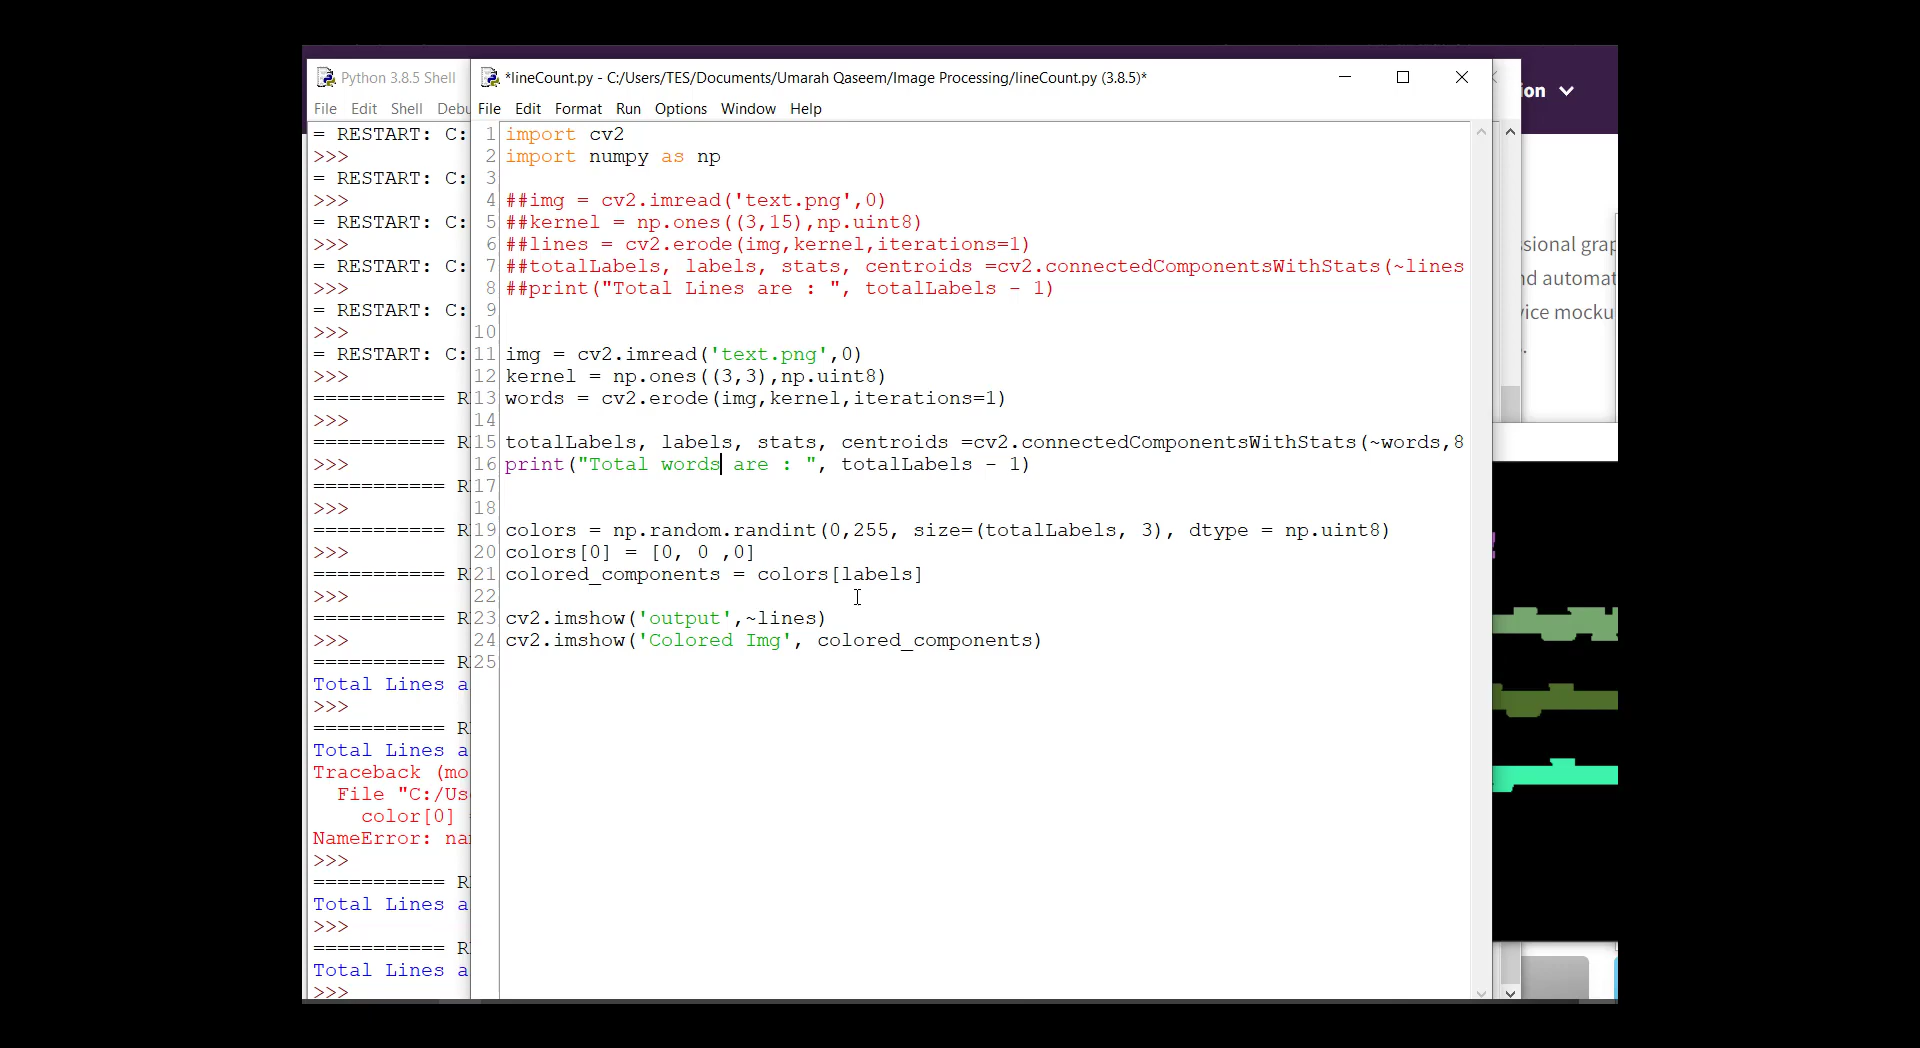 Python 3.8.5 Shell
File Edit Shell
= RESTART: C:
>>>
= RESTART: C:
>>>
= RESTART: C:
>>>
= RESTART: C:
>>>
= RESTART: C:
>>>
= RESTART: C:
>>>
===========
>>>
===========
>>>
===========
>>>
===========
>>>
===========
>>>
===========
>>>
===========
Total Lines
>>>
===========
Total Lines
Traceback
File "C:/Us
color[0]
NameError:
>>>
===========
Total Lines
>>>
===========
Total Lines
>>>
*lineCount.py - C:/Users/TES/Documents/Umarah Qaseem/Image Processing/lineCount.py (3.8.5)*
File Edit Format Run Options Window Help
1 import cv2
2 import numpy as np
3
4 ##img = cv2.imread('text.png',0)
5 ##kernel = np.ones((3,15),np.uint8)
6 ##lines = cv2.erode(img,kernel,iterations=1)
7 ##totalLabels, labels, stats, centroids =cv2.connectedComponentsWithStats(~lines
8 ##print("Total Lines are : ", totalLabels - 1)
9
10
11 img = cv2.imread('text.png',0)
12 kernel = np.ones((3,3),np.uint8)
13 words = cv2.erode(img,kernel,iterations=1)
14
15 totalLabels, labels, stats, centroids =cv2.connectedComponentsWithStats(~words,8
16 print("Total words are : ", totalLabels - 1)
17
18
19 colors = np.random.randint(0,255, size=(totalLabels, 3), dtype = np.uint8)
20 colors[0] = [0, 0 ,0]
21 colored_components = colors[labels]
22
23 cv2.imshow('output',~lines)
24 cv2.imshow('Colored Img', colored_components)
25
ion
sional grap
nd automat
vice mocku